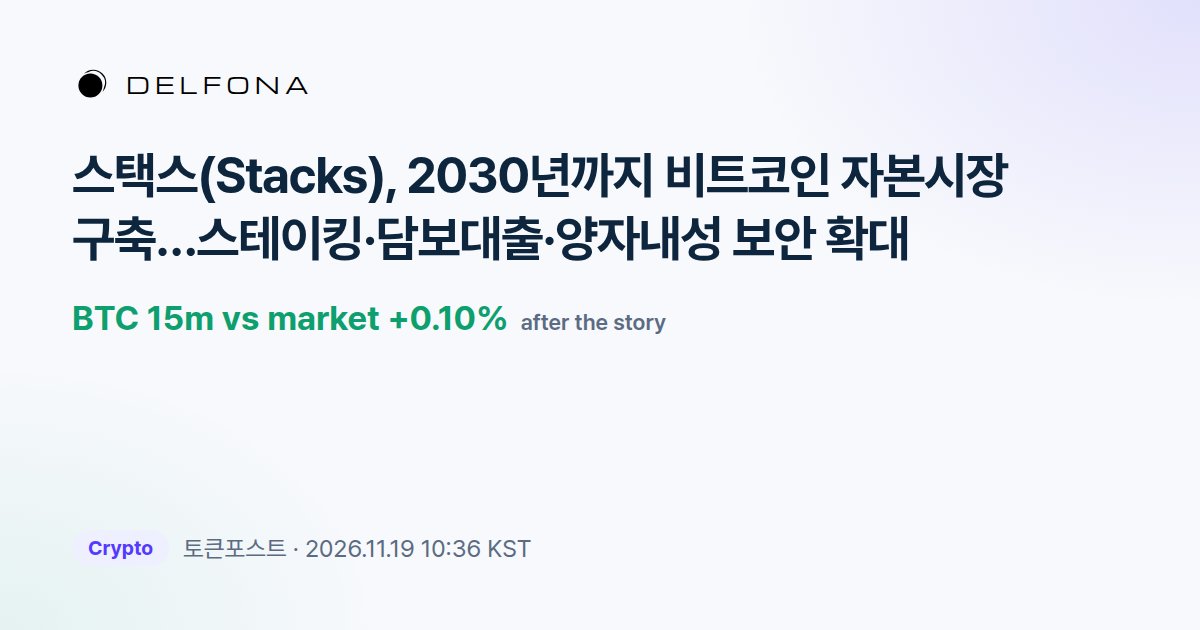 DELFONA
스택스(Stacks), 2030년까지 비트코인 자본시장
구축…스테이킹·담보대출·양자내성 보안 확대
BTC 15m vs market +0.10% after the story
Crypto 토큰포스트 · 2026.11.19 10:36 KST